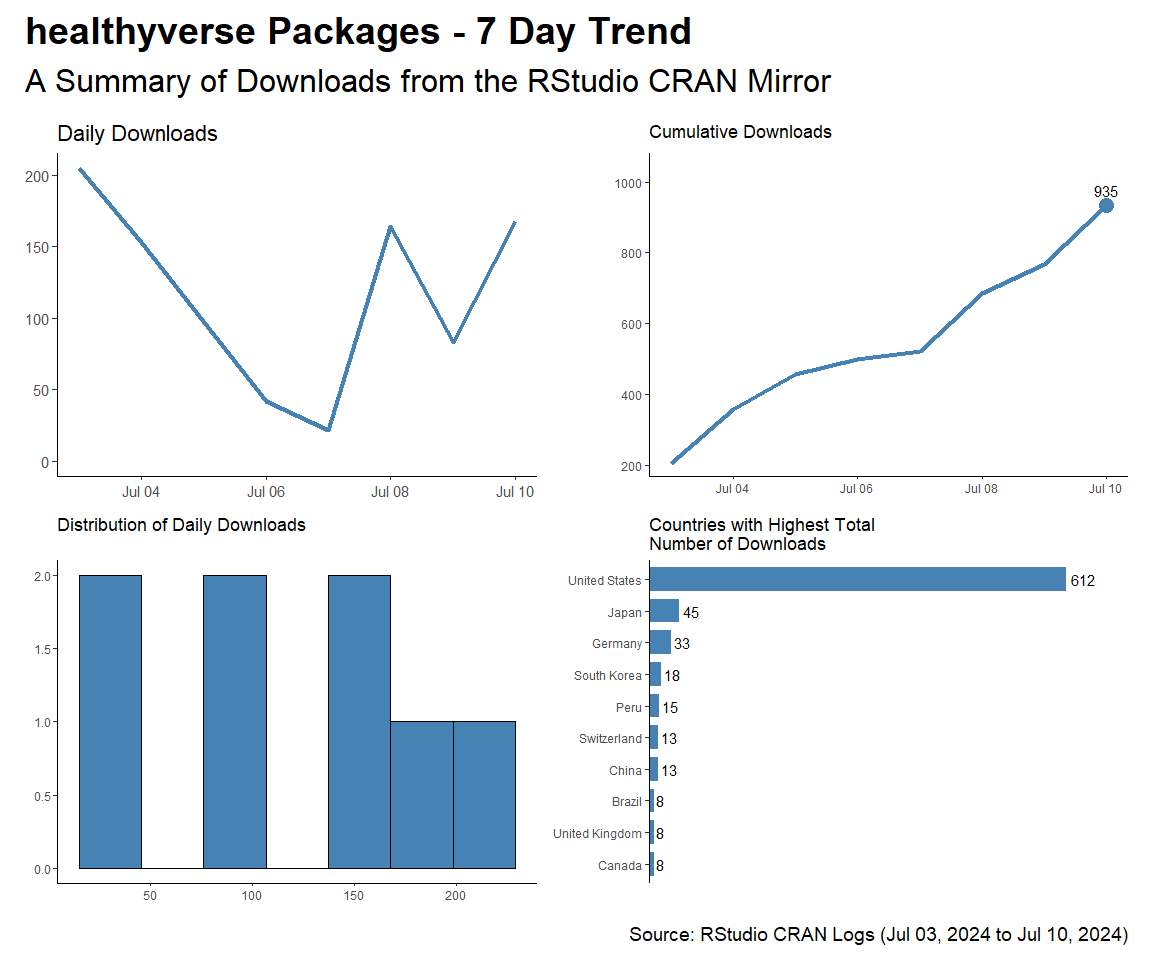 healthyverse Packages - 7 Day Trend
A Summary of Downloads from the RStudio CRAN Mirror
Daily Downloads
200
150
100
50
0
Jul 04 Jul 06 Jul 08 Jul 10
Cumulative Downloads
1000
800
600
400
200
935
Jul 04 Jul 06 Jul 08 Jul 10
Distribution of Daily Downloads
2.0
1.5
1.0
0.5
0.0
50 100 150 200
Countries with Highest Total
Number of Downloads
United States 612
Japan 45
Germany 33
South Korea 18
Peru 15
Switzerland 13
China 13
Brazil 8
United Kingdom 8
Canada 8
Source: RStudio CRAN Logs (Jul 03, 2024 to Jul 10, 2024)